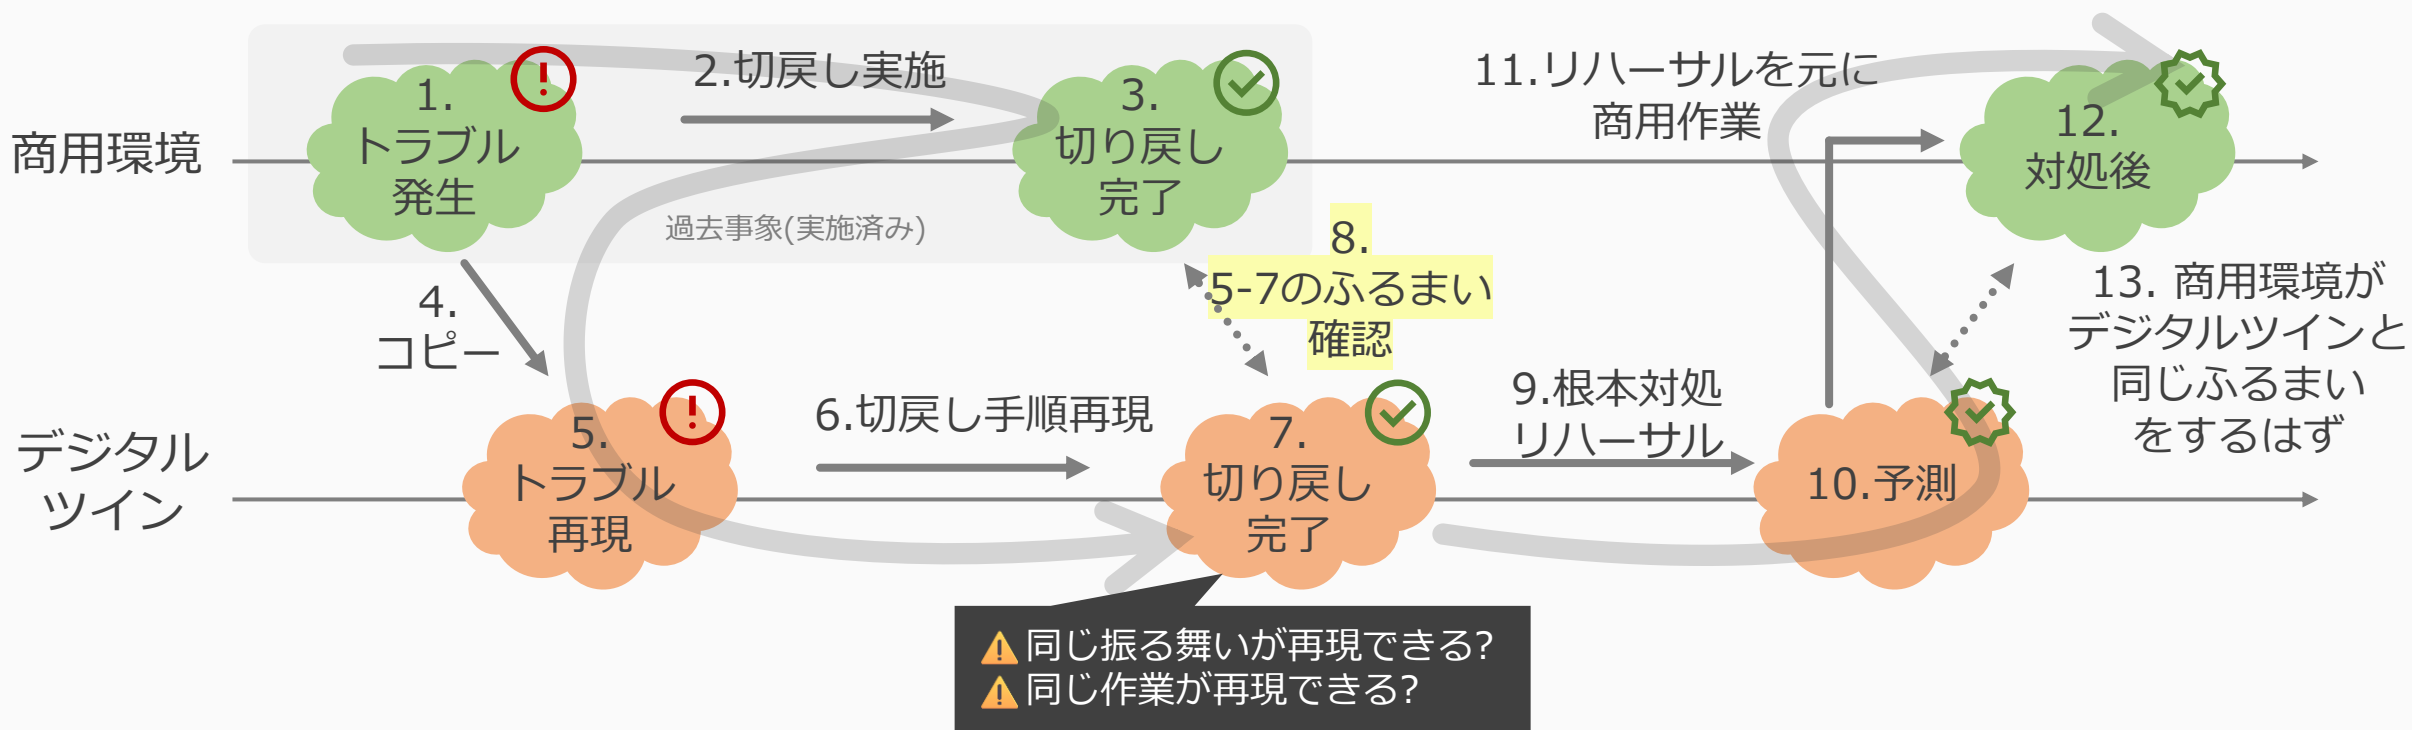 商用環境
1.
トラブル
発生
2.切戻し実施
3.
切り戻し
完了
過去事象(実施済み)
4.
コピー
デジタル
ツイン
5.
トラブル
再現
6.切戻し手順再現
7.
切り戻し
完了
8.
5-7のふるまい
確認
9.根本対処
リハーサル
10.予測
11.リハーサルを元に
商用作業
12.
対処後
13. 商用環境が
デジタルツインと
同じふるまい
をするはず
同じ振る舞いが再現できる?
同じ作業が再現できる?